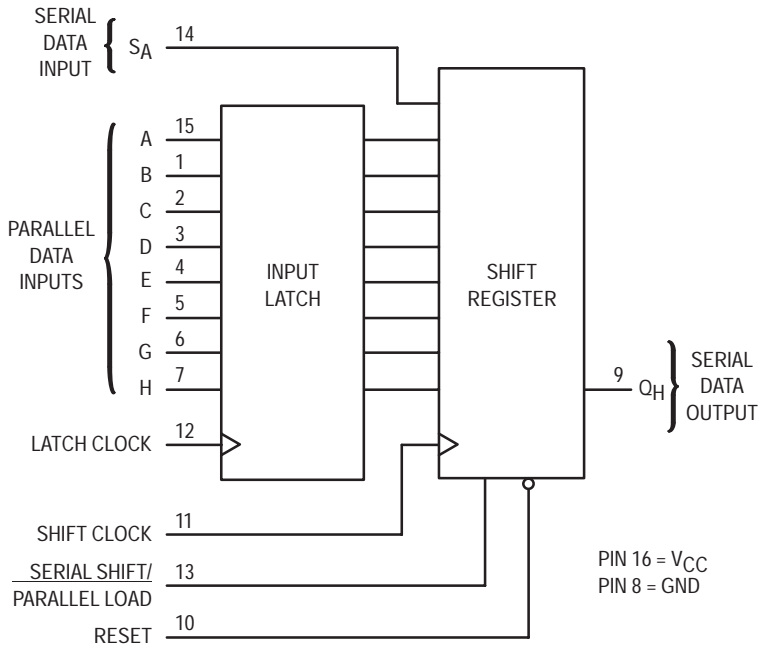 SERIAL
DATA
INPUT
SA
14
A
15
B
1
C
2
D
3
E
4
F
5
G
6
H
7
PARALLEL
DATA
INPUTS
INPUT
LATCH
SHIFT
REGISTER
9
QH
SERIAL
DATA
OUTPUT
LATCH CLOCK
12
SHIFT CLOCK
11
SERIAL SHIFT/
PARALLEL LOAD
13
RESET
10
PIN 16 = VCC
PIN 8 = GND